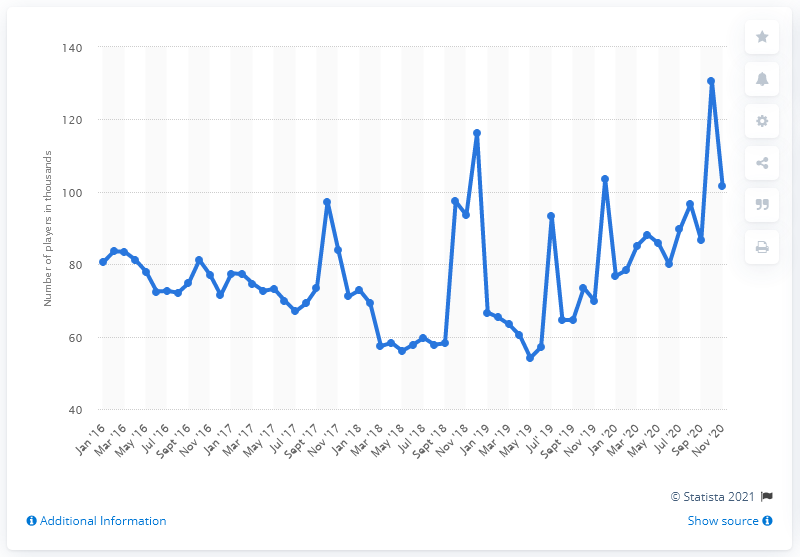 140
120
100
80
60
40
Number of players in thousands
Jan '16
Mar '16
May '16
Jul '16
Sept '16
Nov '16
Jan '17
Mar '17
May '17
Jul '17
Sept '17
Nov '17
Jan '18
Mar '18
May '18
Jul '18
Sept '18
Nov '18
Jan '19
Mar '19
May '19
Jul' '19
Sept '19
Nov '19
Jan '20
Mar '20
May '20
Jul '20
Sep '20
Nov '20
© Statista 2021
Additional Information
Show source